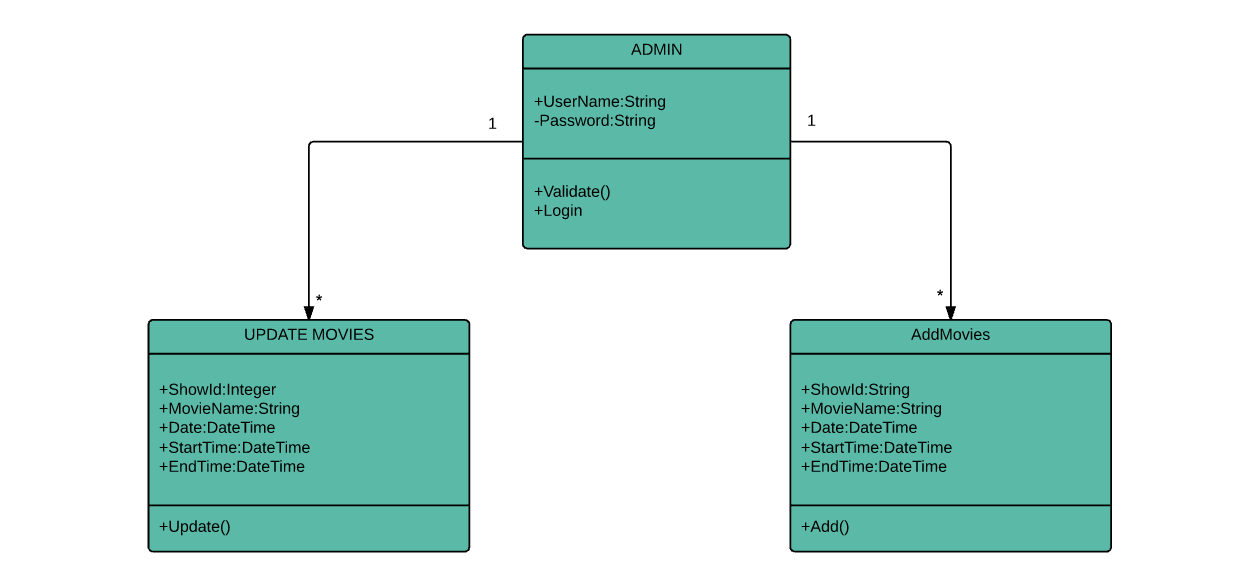 ADMIN
+UserName:String
-Password:String
1
1
+Validate()
+Login
*
*
UPDATE MOVIES
+ShowId:Integer
+MovieName:String
+Date:DateTime
+StartTime:DateTime
+EndTime:DateTime
+Update()
AddMovies
+ShowId:String
+MovieName:String
+Date:DateTime
+StartTime:DateTime
+EndTime:DateTime
+Add()